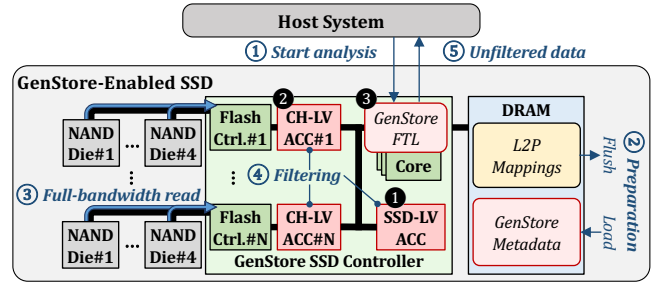 Host System
① Start analysis
⑤ Unfiltered data
GenStore-Enabled SSD
NAND
Die#1
...
NAND
Die#4
Flash
Ctrl.#1
❷
CH-LV
ACC#1
❸
GenStore
FTL
Core
DRAM
L2P
Mappings
Flush
② Preparation
③ Full-bandwidth read
④ Filtering
NAND
Die#1
...
NAND
Die#4
Flash
Ctrl.#N
CH-LV
ACC#N
❶
SSD-LV
ACC
GenStore
Metadata
Load
GenStore SSD Controller